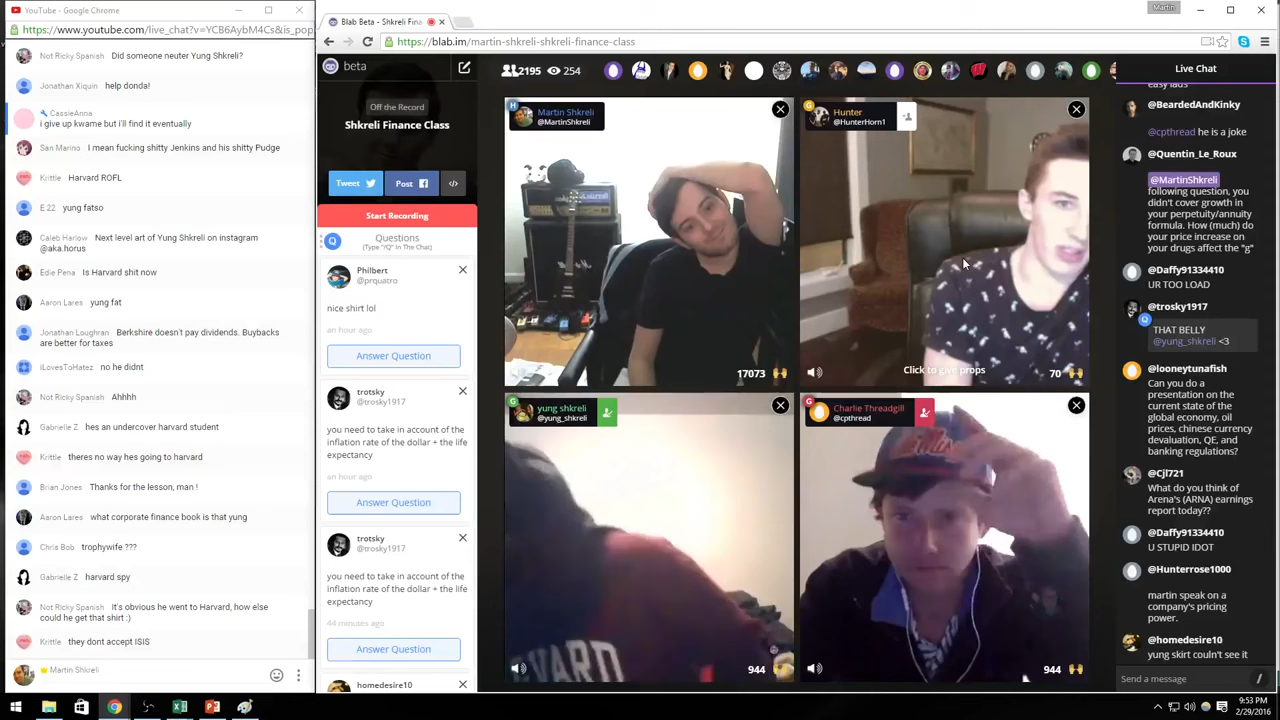 YouTube - Google Chrome
https://www.youtube.com/live_chat?v=YCB6AybM4Cs&is_pop
Not Ricky Spanish Did someone neuter Yung Shkreli?
Jonathan Xiquin help donda!
CassieAnna
i give up kwame but i'll find it eventually
San Marino I mean fucking shitty Jenkins and his shitty Pudge
Krittle Harvard ROFL
E 22 yung fatso
Caleb Harlow Next level art of Yung Shkreli on instagram
@aka.horus
Edie Pena Is Harvard shit now
Aaron Lares yung fat
Jonathan Loughran Berkshire doesn't pay dividends. Buybacks
are better for taxes
iLovesToHatez no he didnt
Not Ricky Spanish Ahhhh
Gabrielle Z hes an undercover harvard student
Krittle theres no way hes going to harvard
Brian Jones Thanks for the lesson, man !
Aaron Lares what corporate finance book is that yung
Chris Bob trophywife ???
Gabrielle Z harvard spy
Not Ricky Spanish It's obvious he went to Harvard, how else
could he get that shirt :)
Krittle they dont accept ISIS
Martin Shkreli
Blab Beta - Shkreli Fina
Martin
https://blab.im/martin-shkreli-shkreli-finance-class
beta
Off the Record
Shkreli Finance Class
Tweet
Post
</>
Start Recording
Q
Questions
(Type "/Q" In The Chat)
Philbert
@prquatro
nice shirt lol
an hour ago
Answer Question
trotsky
@trosky1917
you need to take in account of the
inflation rate of the dollar + the life
expectancy
an hour ago
Answer Question
trotsky
@trosky1917
you need to take in account of the
inflation rate of the dollar + the life
expectancy
44 minutes ago
Answer Question
homedesire10
2195
254
H
Martin Shkreli
@MartinShkreli
17073
G
Hunter
@HunterHorn1
Click to give props
70
G
yung shkreli
@yung_shkreli
VARD
944
G
Charlie Threadgill
@cpthread
944
Live Chat
@BeardedAndKinky
@cpthread he is a joke
@Quentin_Le_Roux
@MartinShkreli
following question, you
didn't cover growth in
your perpetuity/annuity
formula. How (much) do
your price increase on
your drugs affect the "g"
@Daffy91334410
UR TOO LOAD
@trosky1917
Q
THAT BELLY
@yung_shkreli <3
@looneytunafish
Can you do a
presentation on the
current state of the
global economy, oil
prices, chinese currency
devaluation, QE, and
banking regulations?
@Cjl721
What do you think of
Arena's (ARNA) earnings
report today??
@Daffy91334410
U STUPID IDOT
@Hunterrose1000
martin speak on a
company's pricing
power.
@homedesire10
yung skirt couldn't see it
Send a message
/
9:53 PM
2/29/2016